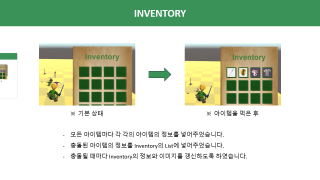 INVENTORY
Inventory
Inventory
※ 기본 상태
※ 아이템을 먹은 후
- 모든 아이템마다 각 각의 아이템의 정보를 넣어주었습니다.
- 충돌된 아이템의 정보를 Inventory의 List에 넣어주었습니다.
- 충돌될 때마다 Inventory의 정보와 이미지를 갱신하도록 하였습니다.